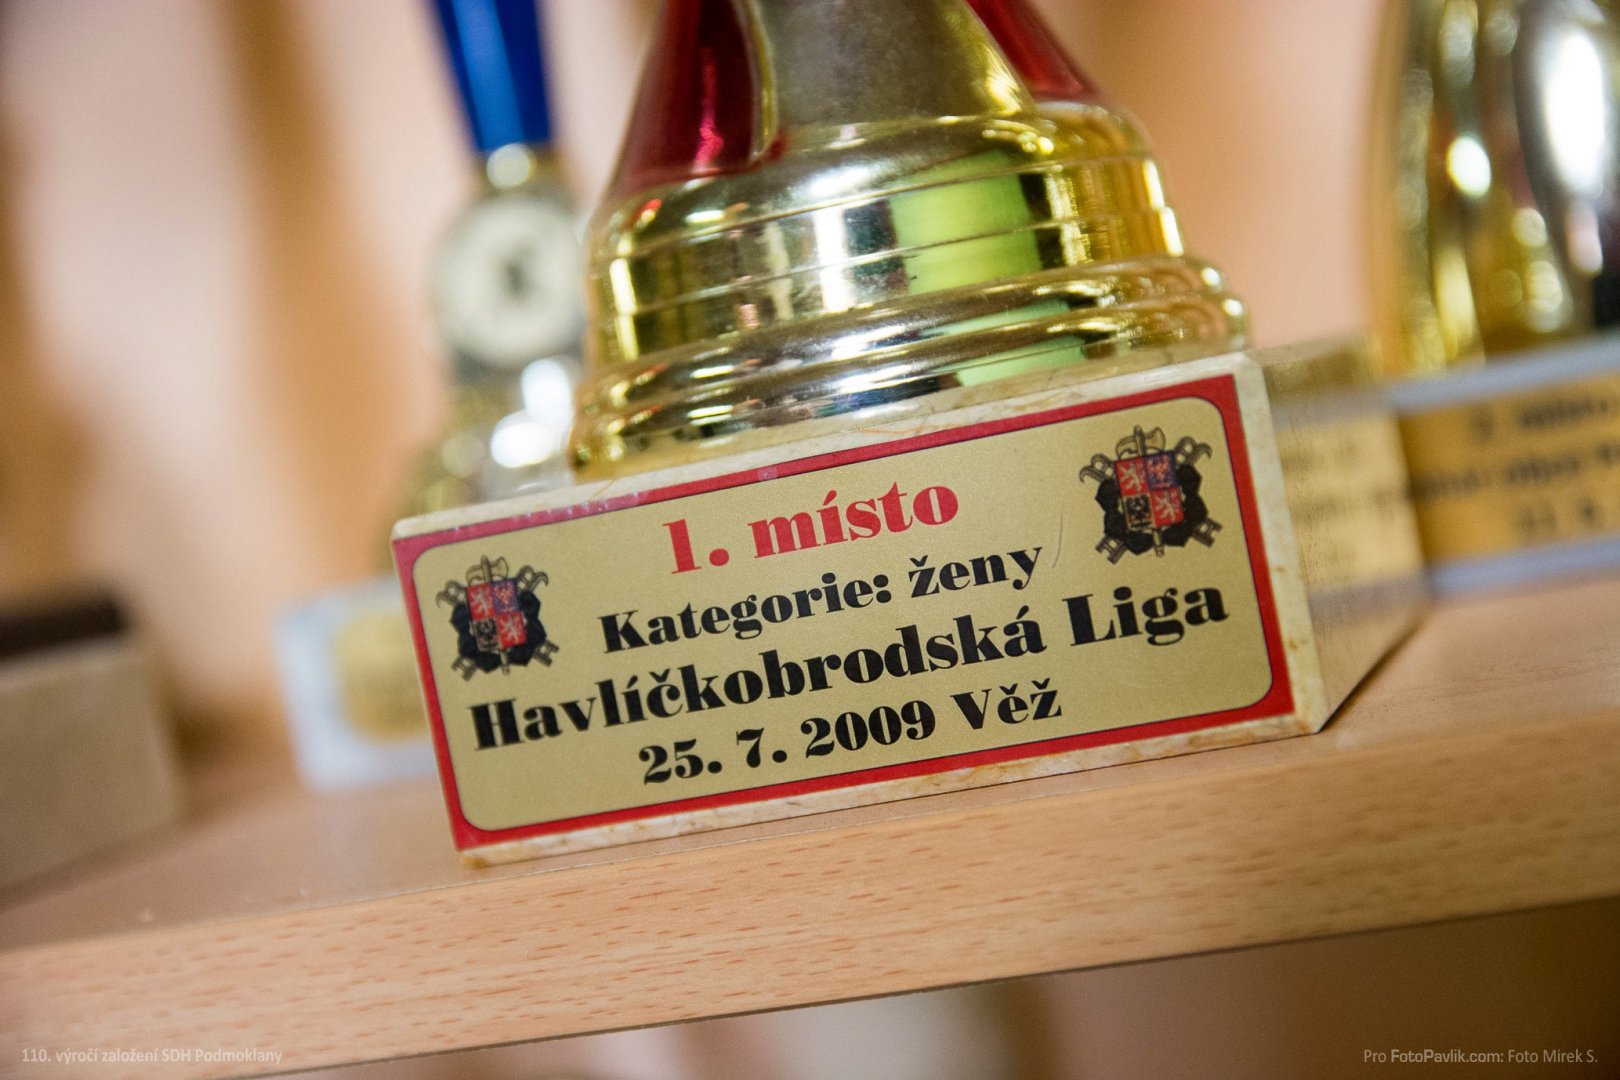 1. místo
Kategorie: ženy
Havlíčkobrodská Liga
25. 7. 2009 Věž
110. výročí založení SDH Podmoklany
Pro FotoPavlik.com: Foto Mirek S.